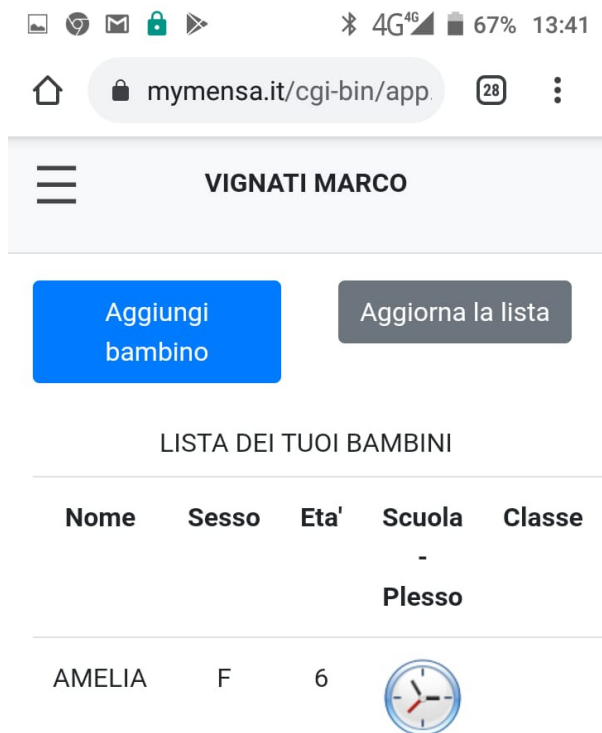 4G 4G 67% 13:41
mymensa.it/cgi-bin/app. 28
VIGNATI MARCO
Aggiungi bambino
Aggiorna la lista
LISTA DEI TUOI BAMBINI
Nome Sesso Eta' Scuola - Plesso Classe
AMELIA F 6